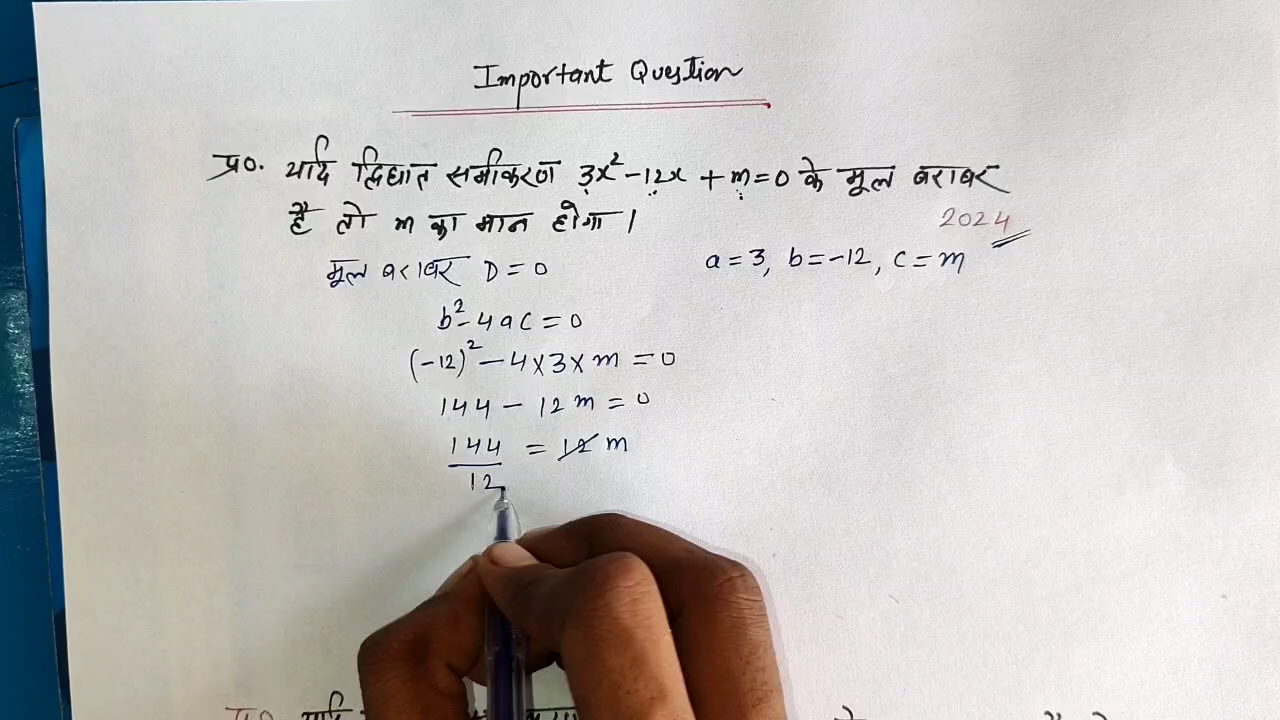 Important Question
प्र०. यदि द्विघात समीकरण 3x²-12x+m=0 के मूल बराबर
है तो m का मान होगा।
2024
मूल बराबर D=0
a=3, b=-12, c=m
b²-4ac=0
(-12)²-4×3×m=0
144-12m=0
144/12 = 12m